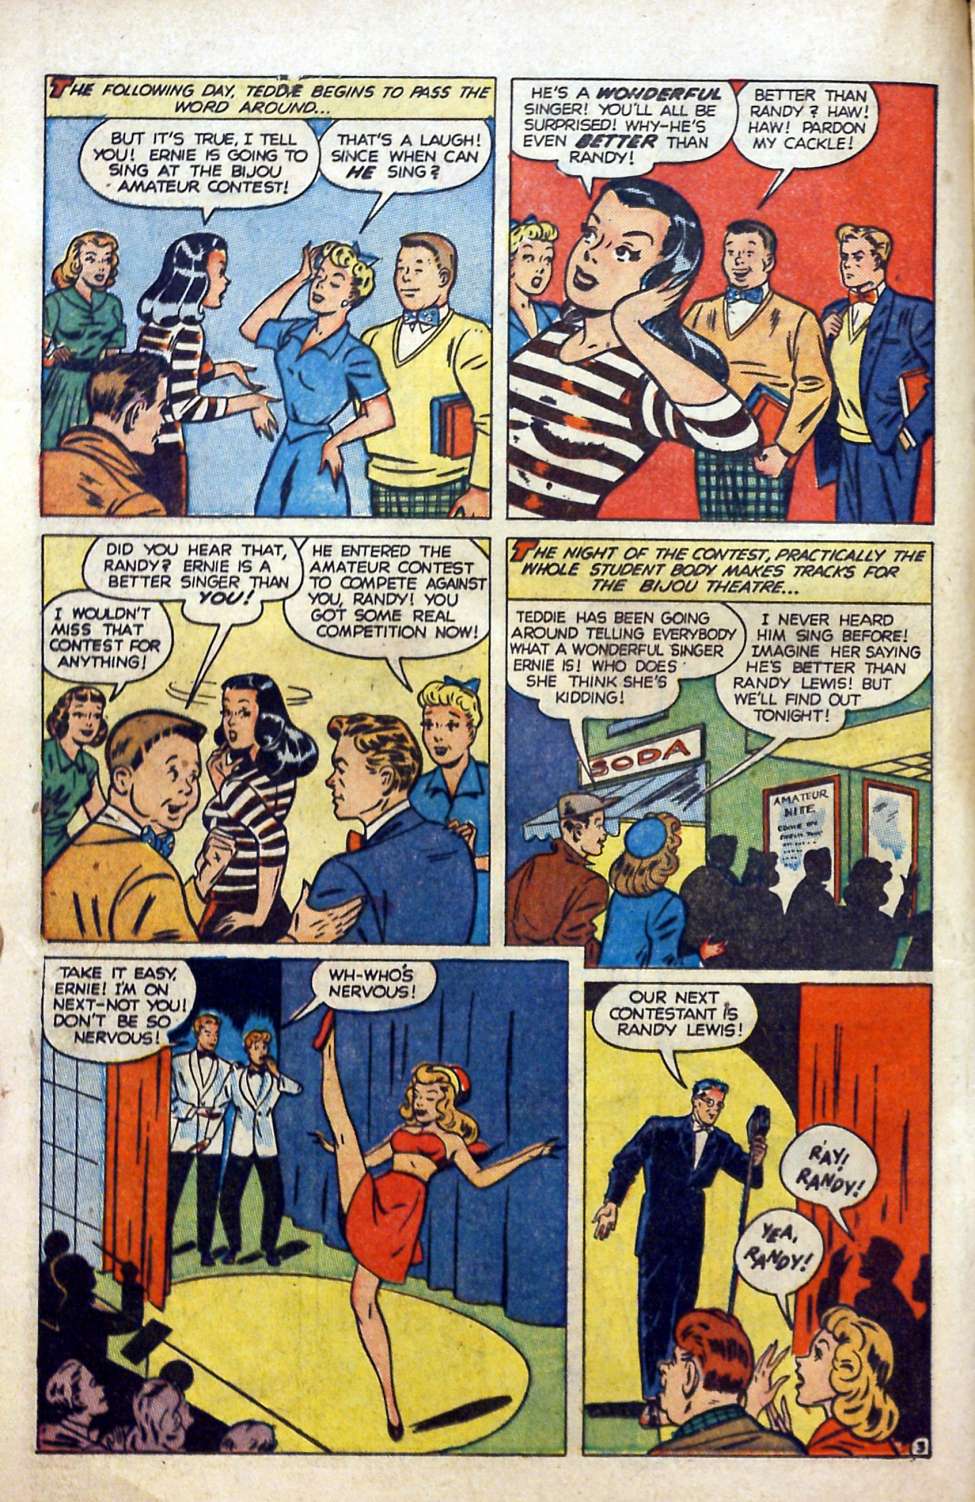 THE FOLLOWING DAY, TEDDIE BEGINS TO PASS THE
WORD AROUND...
BUT IT'S TRUE, I TELL
YOU! ERNIE IS GOING TO
SING AT THE BIJOU
AMATEUR CONTEST!
THAT'S A LAUGH!
SINCE WHEN CAN
HE SING?
HE'S A WONDERFUL
SINGER! YOU'LL ALL BE
SURPRISED! WHY-HE'S
EVEN BETTER THAN
RANDY!
BETTER THAN
RANDY? HAW!
HAW! PARDON
MY CACKLE!
I WOULDN'T
MISS THAT
CONTEST FOR
ANYTHING!
DID YOU HEAR THAT,
RANDY? ERNIE IS A
BETTER SINGER THAN
YOU!
HE ENTERED THE
AMATEUR CONTEST
TO COMPETE AGAINST
YOU, RANDY! YOU
GOT SOME REAL
COMPETITION NOW!
THE NIGHT OF THE CONTEST, PRACTICALLY THE
WHOLE STUDENT BODY MAKES TRACKS FOR
THE BIJOU THEATRE...
TEDDIE HAS BEEN GOING
AROUND TELLING EVERYBODY
WHAT A WONDERFUL SINGER
ERNIE IS! WHO DOES
SHE THINK SHE'S
KIDDING!
I NEVER HEARD
HIM SING BEFORE!
IMAGINE HER SAYING
HE'S BETTER THAN
RANDY LEWIS! BUT
WE'LL FIND OUT
TONIGHT!
SODA
AMATEUR
NITE
COME ON
TAKE IT EASY,
ERNIE! I'M ON
NEXT-NOT YOU!
DON'T BE SO
NERVOUS!
WH-WHO'S
NERVOUS!
OUR NEXT
CONTESTANT IS
RANDY LEWIS!
RAY!
RANDY!
YEA,
RANDY!
3